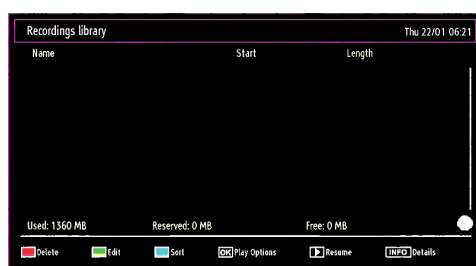 Recordings library Thu 22/01 06:21
Name Start Length
Used: 1360 MB Reserved: 0 MB Free: 0 MB
Delete Edit Sort OK Play Options Resume INFO Details